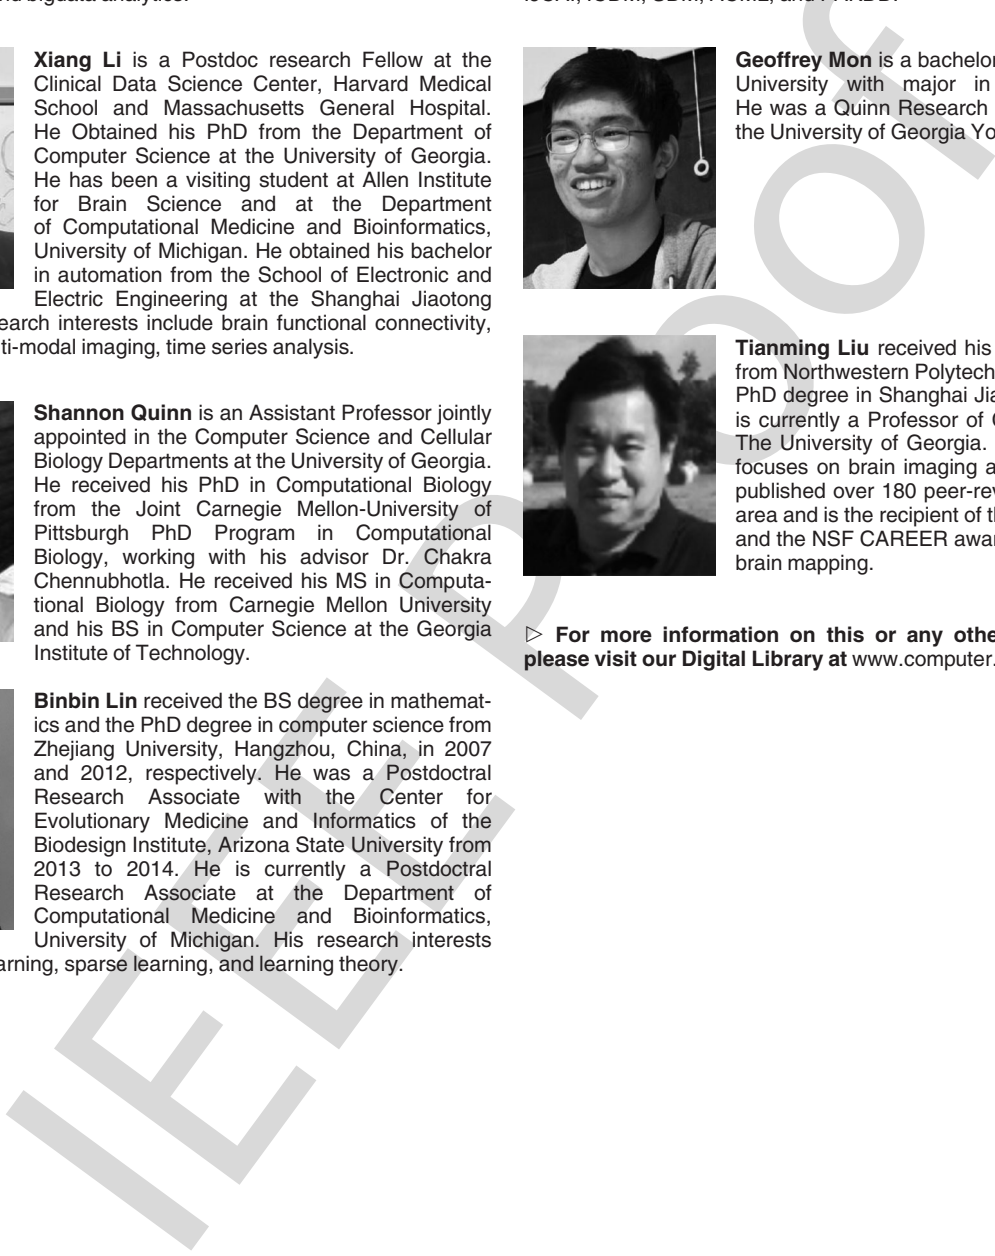 nd bigdata analytics.
Xiang Li is a Postdoc research Fellow at the
Clinical Data Science Center, Harvard Medical
School and Massachusetts General Hospital.
He Obtained his PhD from the Department of
Computer Science at the University of Georgia.
He has been a visiting student at Allen Institute
for Brain Science and at the Department
of Computational Medicine and Bioinformatics,
University of Michigan. He obtained his bachelor
in automation from the School of Electronic and
Electric Engineering at the Shanghai Jiaotong
earch interests include brain functional connectivity,
ti-modal imaging, time series analysis.
Shannon Quinn is an Assistant Professor jointly
appointed in the Computer Science and Cellular
Biology Departments at the University of Georgia.
He received his PhD in Computational Biology
from the Joint Carnegie Mellon-University of
Pittsburgh PhD Program in Computational
Biology, working with his advisor Dr. Chakra
Chennubhotla. He received his MS in Computa-
tional Biology from Carnegie Mellon University
and his BS in Computer Science at the Georgia
Institute of Technology.
Binbin Lin received the BS degree in mathemat-
ics and the PhD degree in computer science from
Zhejiang University, Hangzhou, China, in 2007
and 2012, respectively. He was a Postdoctral
Research Associate with the Center for
Evolutionary Medicine and Informatics of the
Biodesign Institute, Arizona State University from
2013 to 2014. He is currently a Postdoctral
Research Associate at the Department of
Computational Medicine and Bioinformatics,
University of Michigan. His research interests
arning, sparse learning, and learning theory.
Geoffrey Mon is a bachelor
University with major in
He was a Quinn Research
the University of Georgia Yo
Tianming Liu received his
from Northwestern Polytech
PhD degree in Shanghai Jia
is currently a Professor of C
The University of Georgia.
focuses on brain imaging a
published over 180 peer-rev
area and is the recipient of t
and the NSF CAREER awar
brain mapping.
▷ For more information on this or any othe
please visit our Digital Library at www.computer.
IEEE Proof